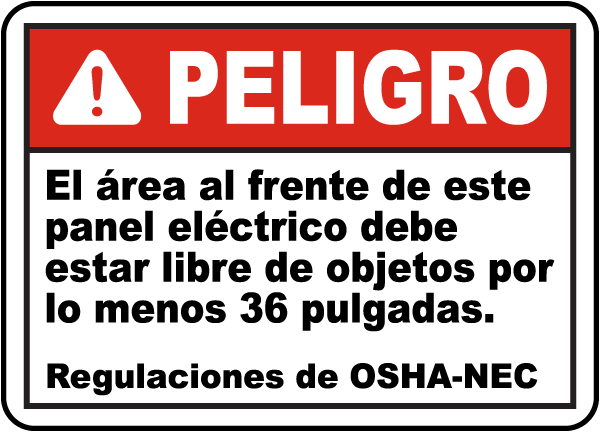 PELIGRO
El área al frente de este
panel eléctrico debe
estar libre de objetos por
lo menos 36 pulgadas.
Regulaciones de OSHA-NEC